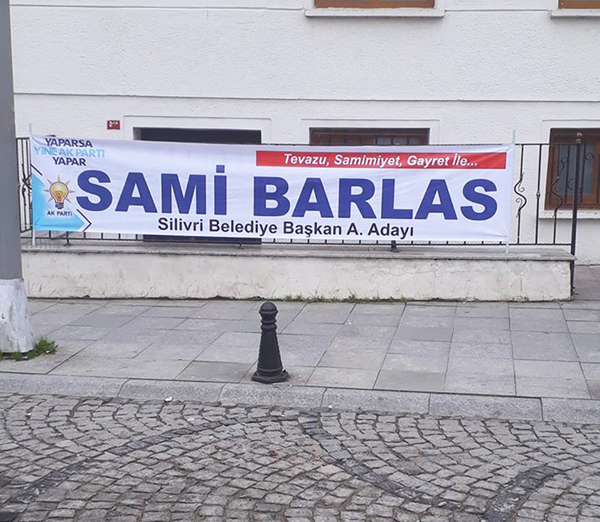 YAPARSA
YİNE AK PARTİ
YAPAR
AK PARTİ
Tevazu, Samimiyet, Gayret İle...
SAMİ BARLAS
Silivri Belediye Başkan A. Adayı